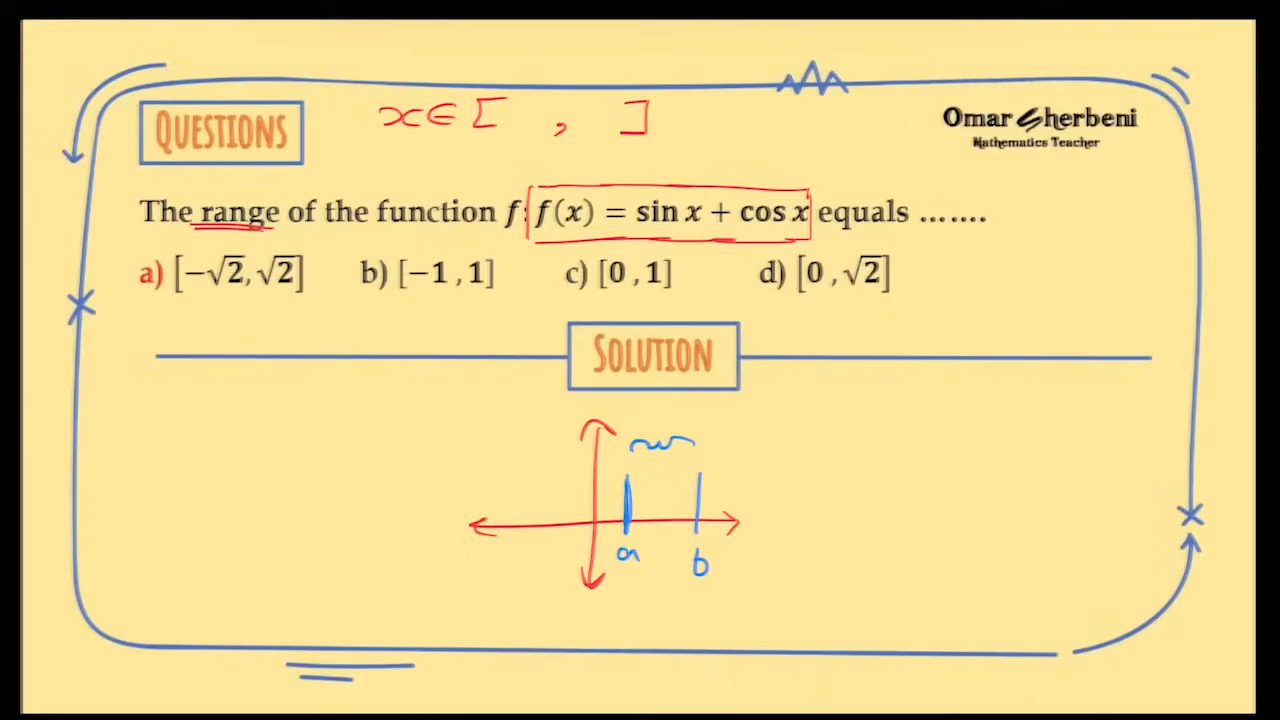 QUESTIONS
x∈[ , ]
Omar Sherbeni
Mathematics Teacher
The range of the function f: f(x) = sin x + cos x equals .......
a) [−√2, √2] b) [−1 , 1] c) [0 , 1] d) [0 , √2]
SOLUTION
a b